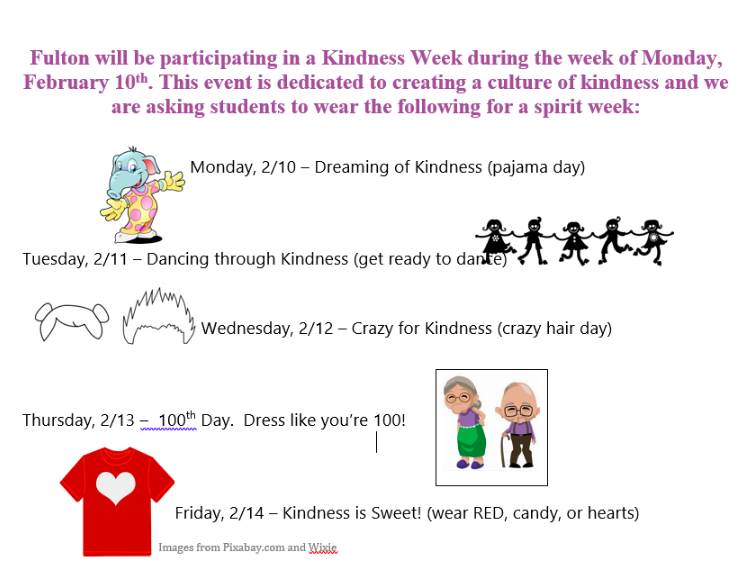 Fulton will be participating in a Kindness Week during the week of Monday,
February 10th. This event is dedicated to creating a culture of kindness and we
are asking students to wear the following for a spirit week:
Monday, 2/10 – Dreaming of Kindness (pajama day)
Tuesday, 2/11 – Dancing through Kindness (get ready to dance)
Wednesday, 2/12 – Crazy for Kindness (crazy hair day)
Thursday, 2/13 –  100th Day.  Dress like you're 100!
Friday, 2/14 – Kindness is Sweet! (wear RED, candy, or hearts)
Images from Pixabay.com and Wixie